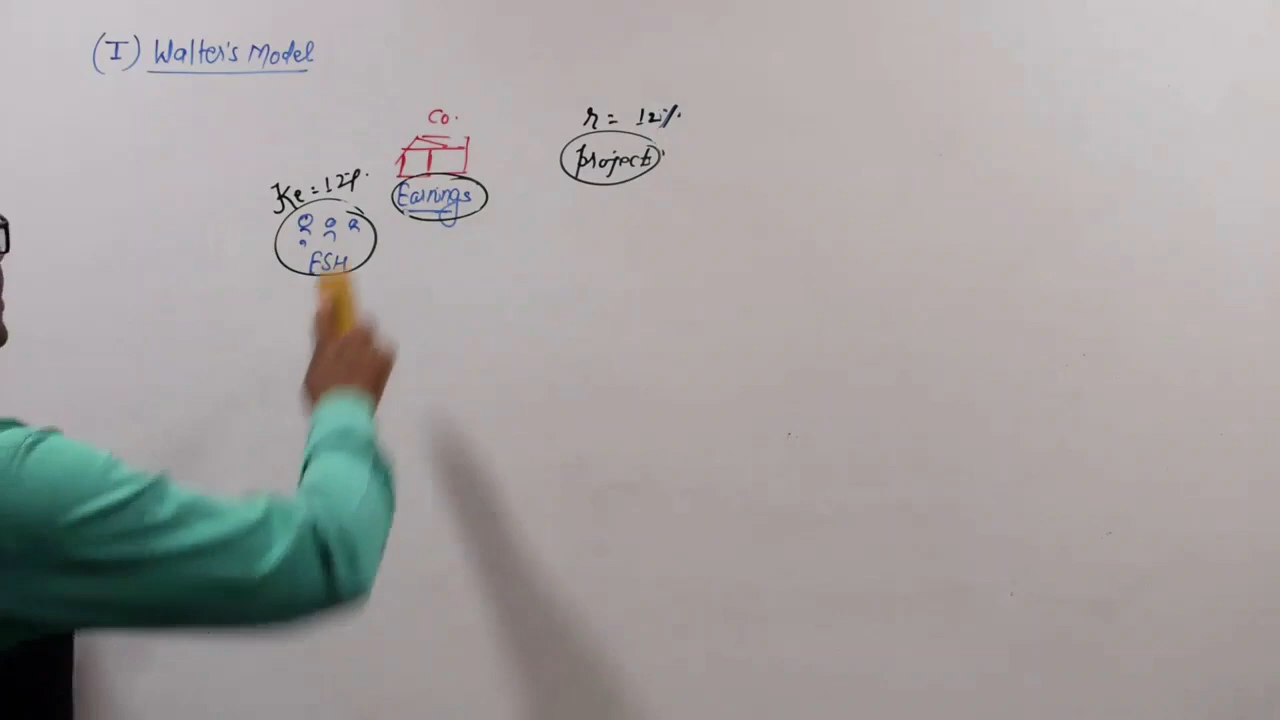 (I) Walter's Model
Co.
r = 12%
Project
Ke = 12%.
Earnings
ESH